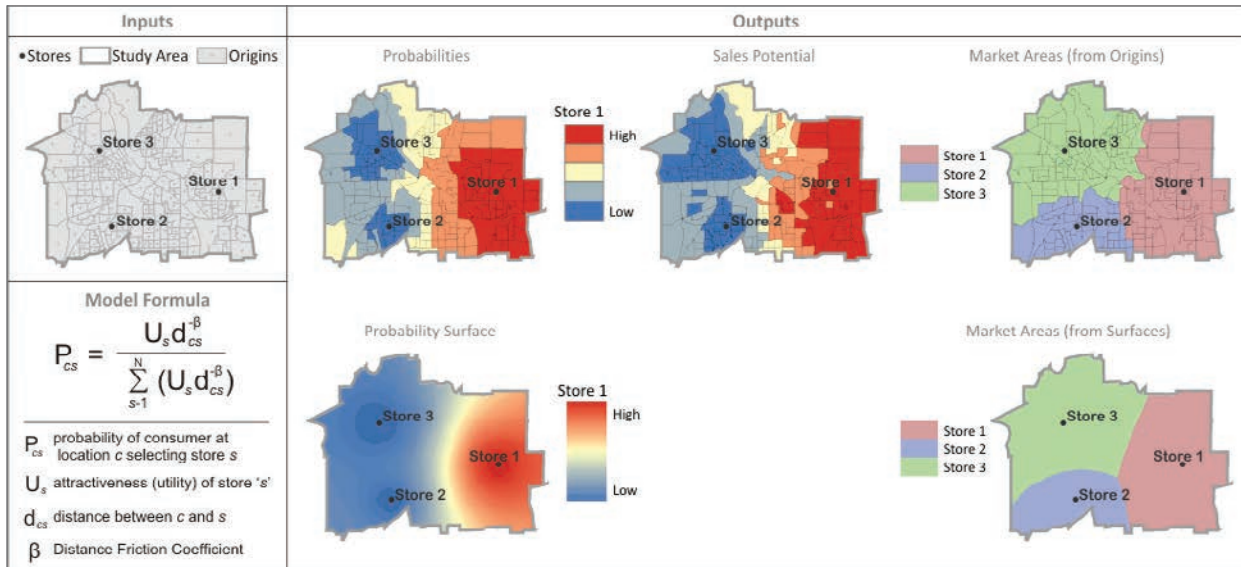 Inputs
Outputs
Stores Study Area Origins
Store 3
Store 1
Store 2
Model Formula
P_cs = U_s d_cs^-β / N Σ s-1 (U_s d_cs^-β)
P_cs probability of consumer at
location c selecting store s
U_s attractiveness (utility) of store 's'
d_cs distance between c and s
β Distance Friction Coefficient
Probabilities
Store 3
Store 1
Store 2
Store 1
High
Low
Sales Potential
Store 3
Store 1
Store 2
Market Areas (from Origins)
Store 1
Store 2
Store 3
Store 3
Store 1
Store 2
Probability Surface
Store 3
Store 1
Store 2
Store 1
High
Low
Market Areas (from Surfaces)
Store 1
Store 2
Store 3
Store 3
Store 1
Store 2